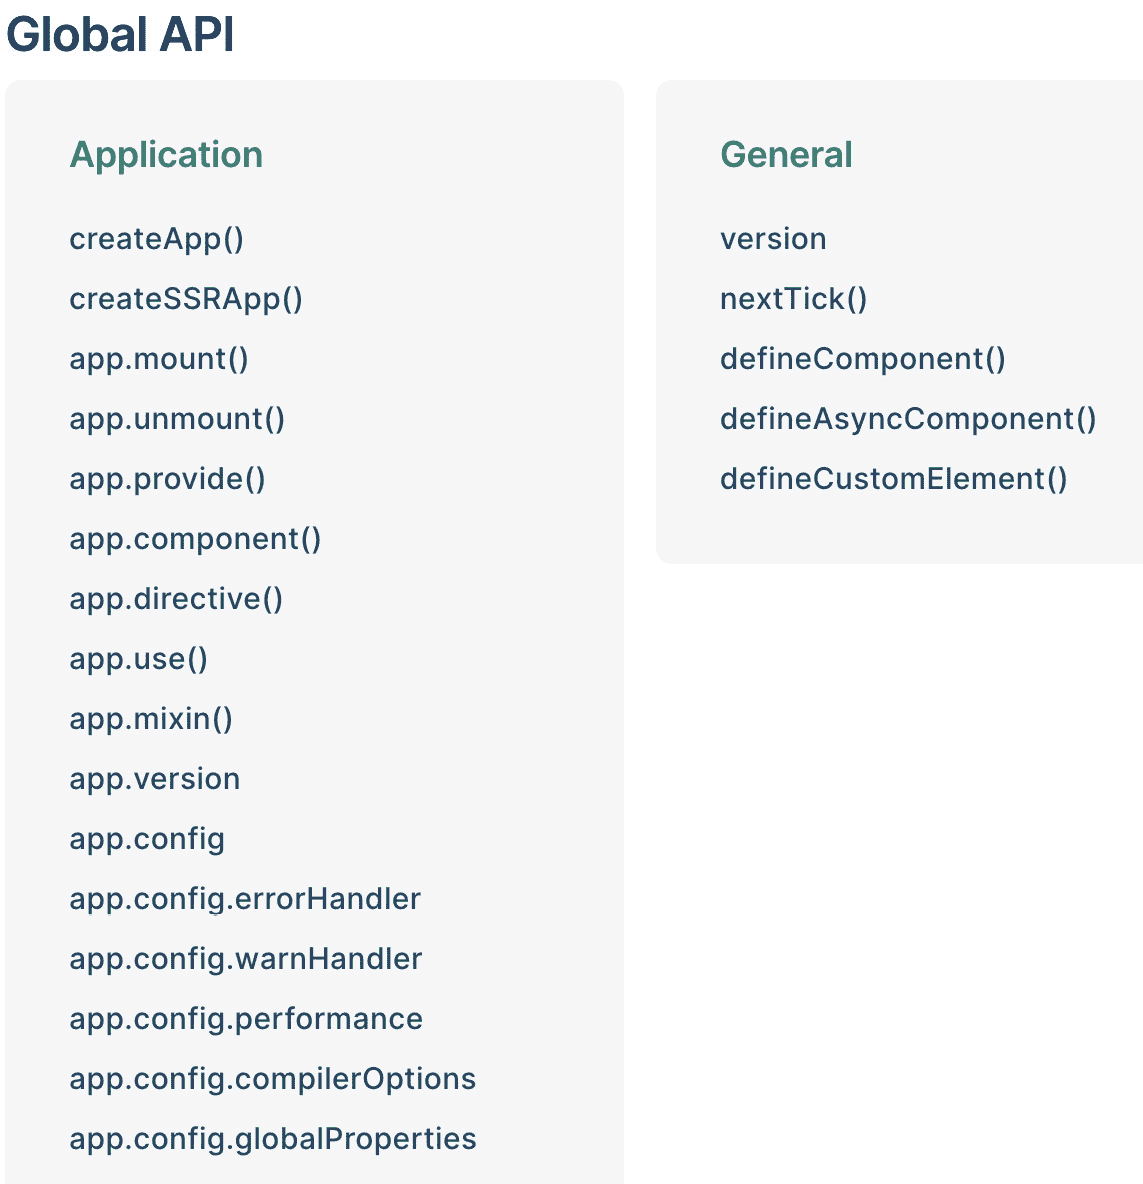 Global API
Application
createApp()
createSSRApp()
app.mount()
app.unmount()
app.provide()
app.component()
app.directive()
app.use()
app.mixin()
app.version
app.config
app.config.errorHandler
app.config.warnHandler
app.config.performance
app.config.compilerOptions
app.config.globalProperties
General
version
nextTick()
defineComponent()
defineAsyncComponent()
defineCustomElement()